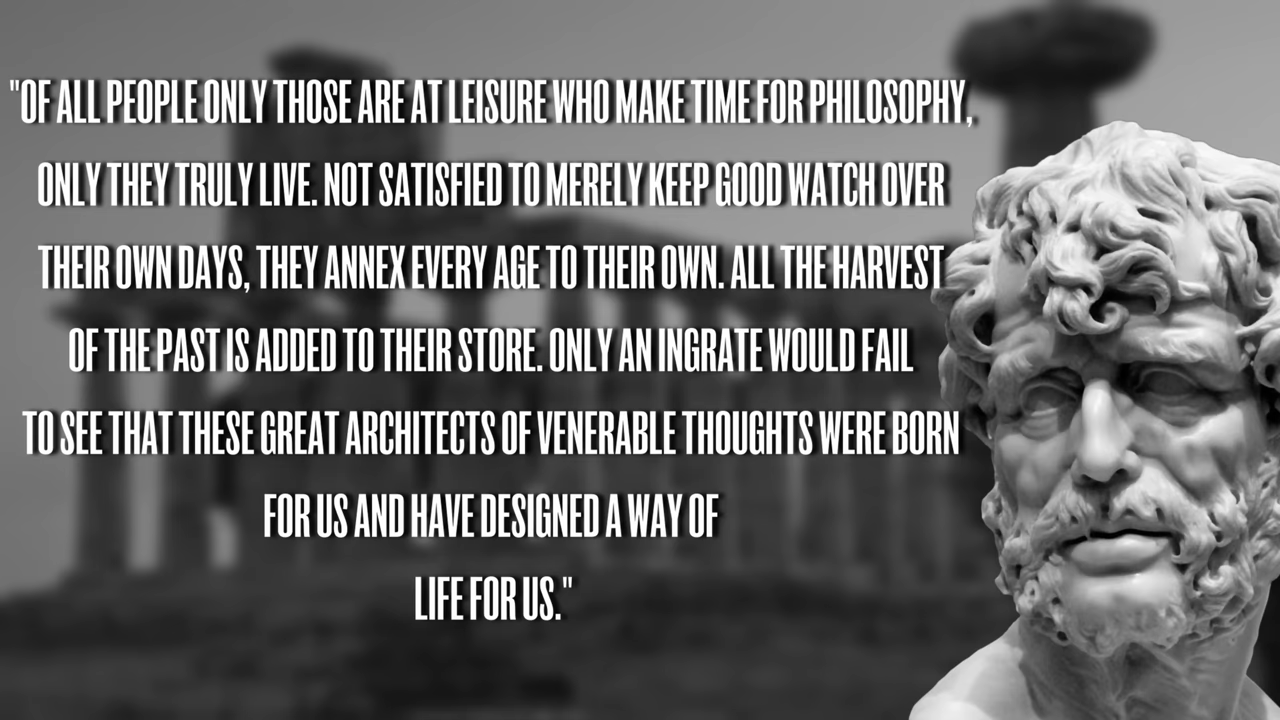 "OF ALL PEOPLE ONLY THOSE ARE AT LEISURE WHO MAKE TIME FOR PHILOSOPHY,
ONLY THEY TRULY LIVE. NOT SATISFIED TO MERELY KEEP GOOD WATCH OVER
THEIR OWN DAYS, THEY ANNEX EVERY AGE TO THEIR OWN. ALL THE HARVEST
OF THE PAST IS ADDED TO THEIR STORE. ONLY AN INGRATE WOULD FAIL
TO SEE THAT THESE GREAT ARCHITECTS OF VENERABLE THOUGHTS WERE BORN
FOR US AND HAVE DESIGNED A WAY OF
LIFE FOR US."